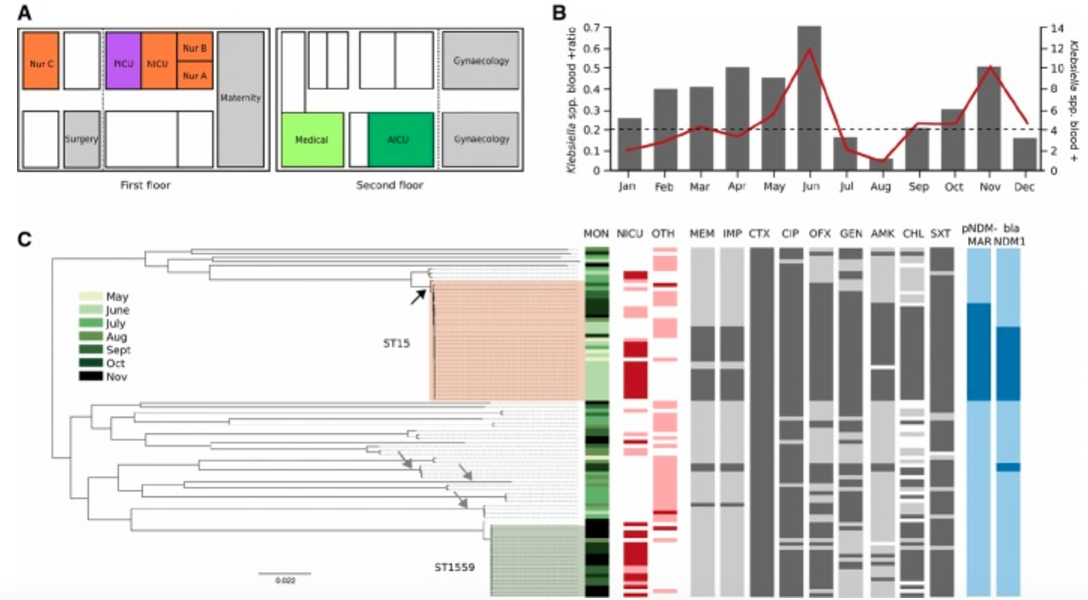 A
Nur C
PICU
NICU
Nur B
Nur A
Maternity
Surgery
First floor
Gynaecology
Medical
AICU
Gynaecology
Second floor
B
Klebsiella spp. blood +ratio
0.7
0.6
0.5
0.4
0.3
0.2
0.1
0
14
12
10
8
6
4
2
0
Klebsiella spp. blood +
Jan Feb Mar Apr May Jun Jul Aug Sep Oct Nov Dec
C
MON NICU OTH MEM IMP CTX CIP OFX GEN AMK CHL SXT
pNDM-
MAR
bla
NDM1
May
June
July
Aug
Sept
Oct
Nov
ST15
ST1559
0.022